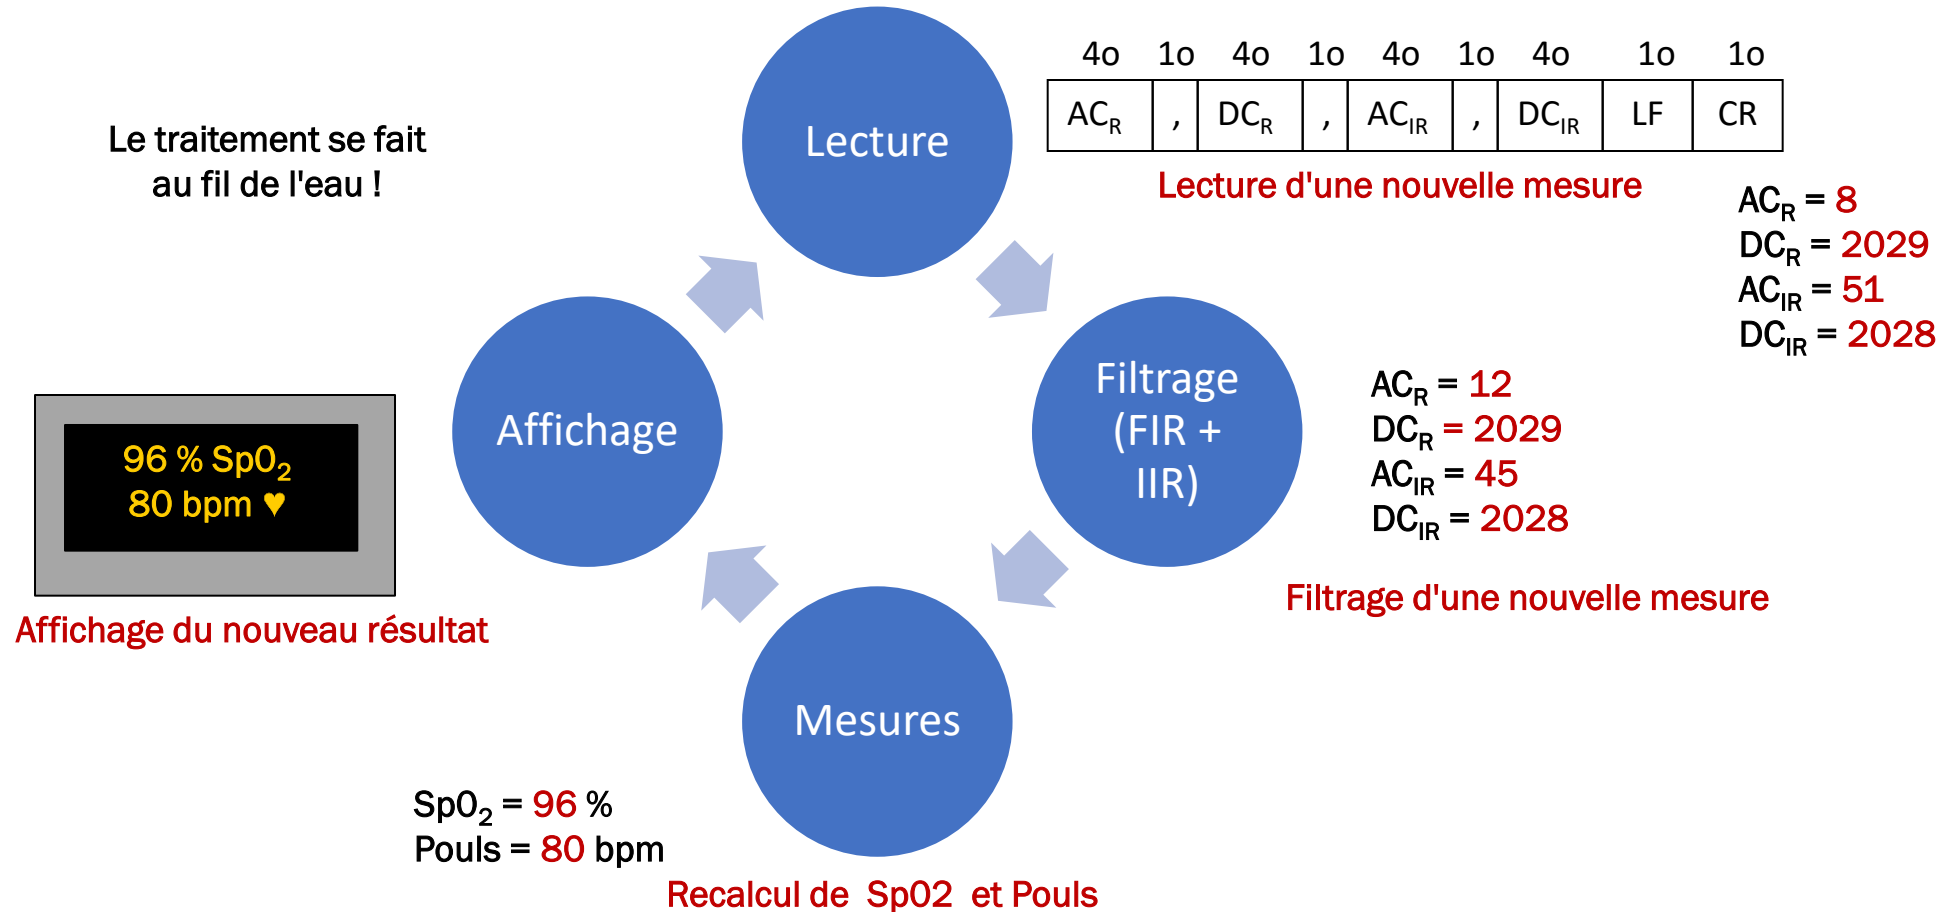 Le traitement se fait
au fil de l'eau !
Lecture
4o 1o 4o 1o 4o 1o 4o 1o 1o
ACR , DCR , ACIR , DCIR LF CR
Lecture d'une nouvelle mesure
ACR = 8
DCR = 2029
ACIR = 51
DCIR = 2028
Filtrage
(FIR +
IIR)
ACR = 12
DCR = 2029
ACIR = 45
DCIR = 2028
Filtrage d'une nouvelle mesure
Mesures
SpO2 = 96 %
Pouls = 80 bpm
Recalcul de SpO2 et Pouls
Affichage
96 % SpO2
80 bpm ♥
Affichage du nouveau résultat